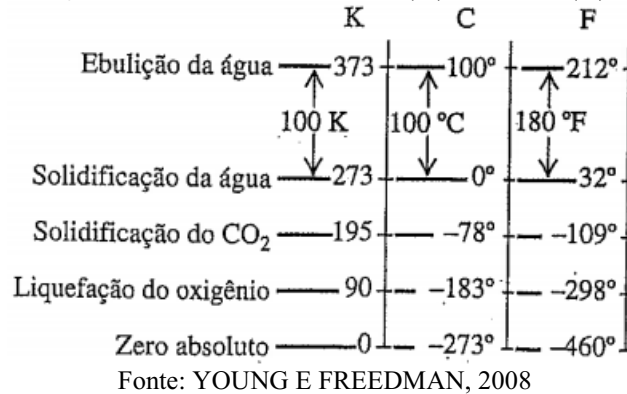 K C F
Ebulição da água 373 100° 212°
100 K 100 °C 180 °F
Solidificação da água 273 0° 32°
Solidificação do CO₂ 195 –78° –109°
Liquefação do oxigênio 90 –183° –298°
Zero absoluto 0 –273° –460°
Fonte: YOUNG E FREEDMAN, 2008